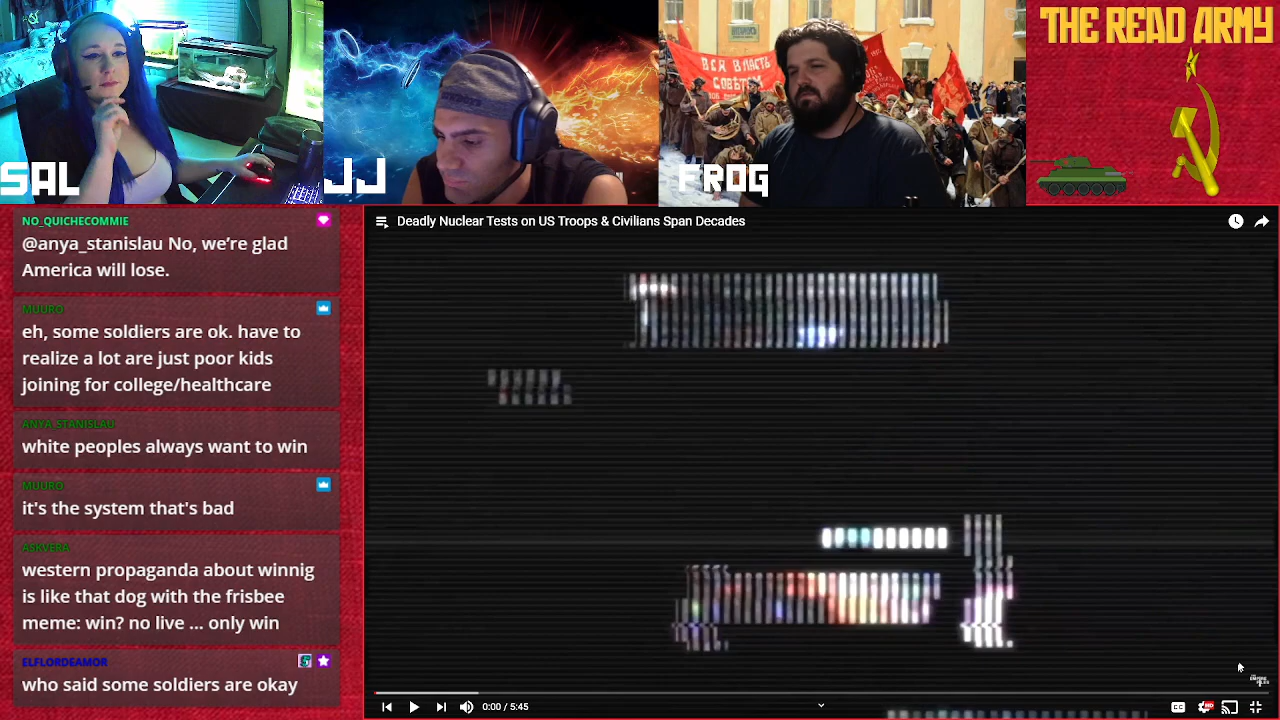 THE READ ARMY
ВСЯ ВЛАСТЬ
СОВѢТАМ
SAL
JJ
FROG
NO_QUICHECOMMIE
@anya_stanislau No, we’re glad
America will lose.
MUURO
eh, some soldiers are ok. have to
realize a lot are just poor kids
joining for college/healthcare
ANYA_STANISLAU
white peoples always want to win
MUURO
it's the system that's bad
ASKVERA
western propaganda about winnig
is like that dog with the frisbee
meme: win? no live ... only win
ELFLORDEAMOR
who said some soldiers are okay
Deadly Nuclear Tests on US Troops & Civilians Span Decades
0:00 / 5:45
CC
HD